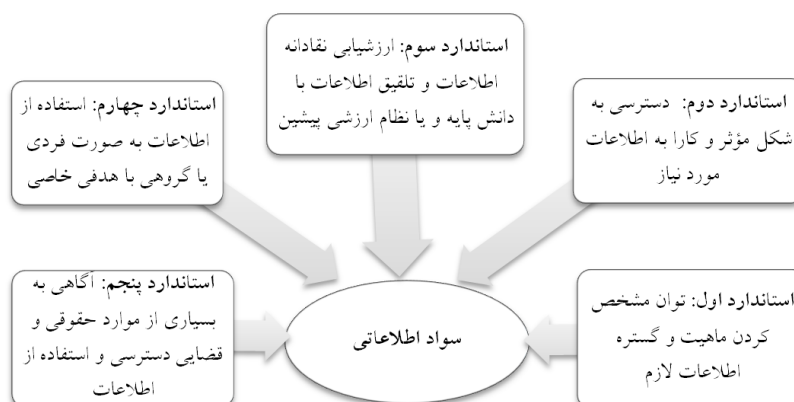 استاندارد سوم: ارزشیابی نقادانه
اطلاعات و تلقیق اطلاعات با
دانش پایه و یا نظام ارزشی پیشین
استاندارد دوم: دسترسی به
شکل مؤثر و کارا به اطلاعات
مورد نیاز
استاندارد چهارم: استفاده از
اطلاعات به صورت فردی
یا گروهی با هدفی خاصی
استاندارد اول: توان مشخص
کردن ماهیت و گستره
اطلاعات لازم
سواد اطلاعاتی
استاندارد پنجم: آگاهی به
بسیاری از موارد حقوقی و
قضایی دسترسی و استفاده از
اطلاعات